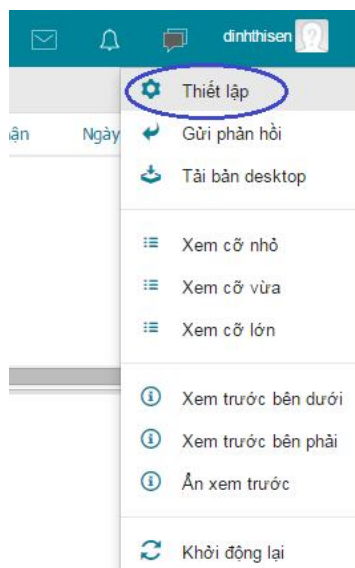 dinhthisen
Thiết lập
ận Ngày
Gửi phản hồi
Tải bản desktop
Xem cỡ nhỏ
Xem cỡ vừa
Xem cỡ lớn
Xem trước bên dưới
Xem trước bên phải
Ẩn xem trước
Khởi động lại